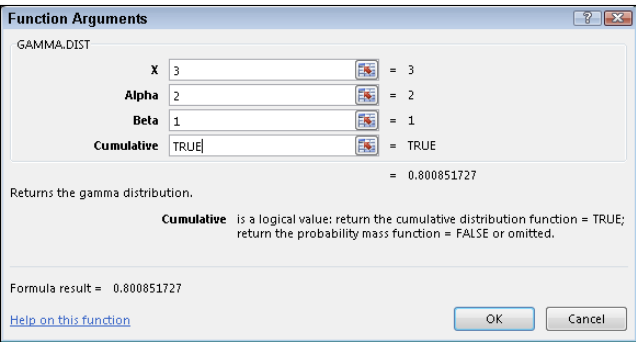 Function Arguments
GAMMA.DIST
X 3 = 3
Alpha 2 = 2
Beta 1 = 1
Cumulative TRUE = TRUE
= 0.800851727
Returns the gamma distribution.
Cumulative is a logical value: return the cumulative distribution function = TRUE;
return the probability mass function = FALSE or omitted.
Formula result = 0.800851727
Help on this function OK Cancel